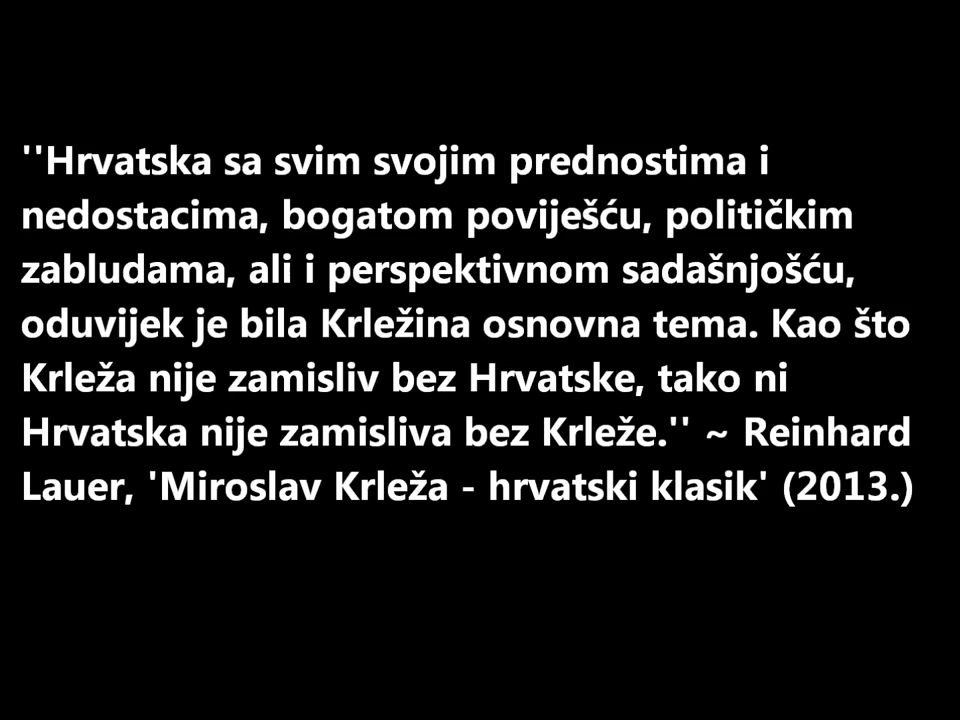 ''Hrvatska sa svim svojim prednostima i
nedostacima, bogatom poviješću, političkim
zabludama, ali i perspektivnom sadašnjošću,
oduvijek je bila Krležina osnovna tema. Kao što
Krleža nije zamisliv bez Hrvatske, tako ni
Hrvatska nije zamisliva bez Krleže.'' ~ Reinhard
Lauer, 'Miroslav Krleža - hrvatski klasik' (2013.)